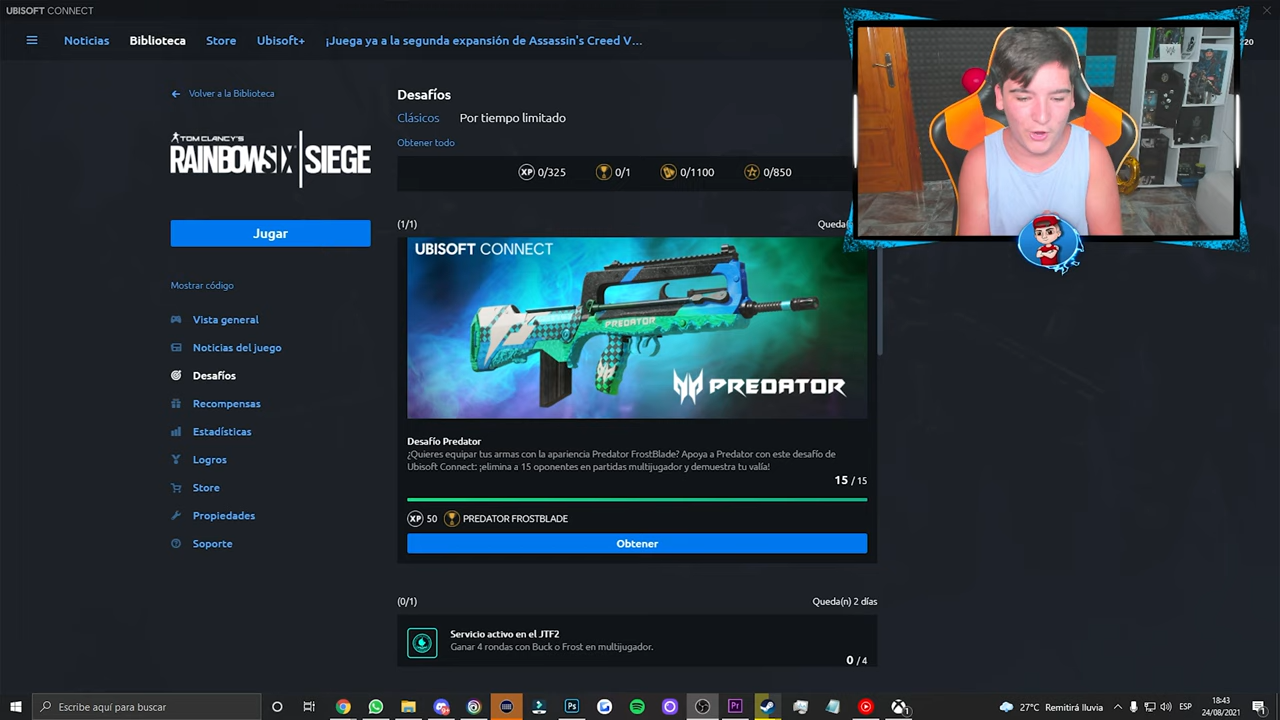 UBISOFT CONNECT
Noticias
Biblioteca
Store
Ubisoft+
¡Juega ya a la segunda expansión de Assassin's Creed V...
20
Volver a la Biblioteca
TOM CLANCY'S
RAINBOWSIX | SIEGE
Jugar
Mostrar código
Vista general
Noticias del juego
Desafíos
Recompensas
Estadísticas
Logros
Store
Propiedades
Soporte
Desafíos
Clásicos
Por tiempo limitado
Obtener todo
XP 0/325
0/1
0/1100
0/850
(1/1)
UBISOFT CONNECT
PREDATOR
PREDATOR
Desafío Predator
¿Quieres equipar tus armas con la apariencia Predator FrostBlade? Apoya a Predator con este desafío de
Ubisoft Connect: ¡elimina a 15 oponentes en partidas multijugador y demuestra tu valía!
15 / 15
XP 50 PREDATOR FROSTBLADE
Obtener
(0/1)
Queda(n) 2 días
Servicio activo en el JTF2
Ganar 4 rondas con Buck o Frost en multijugador.
0 / 4
Escribe aquí para buscar
27°C Remitirá lluvia
ESP
18:43
24/08/2021